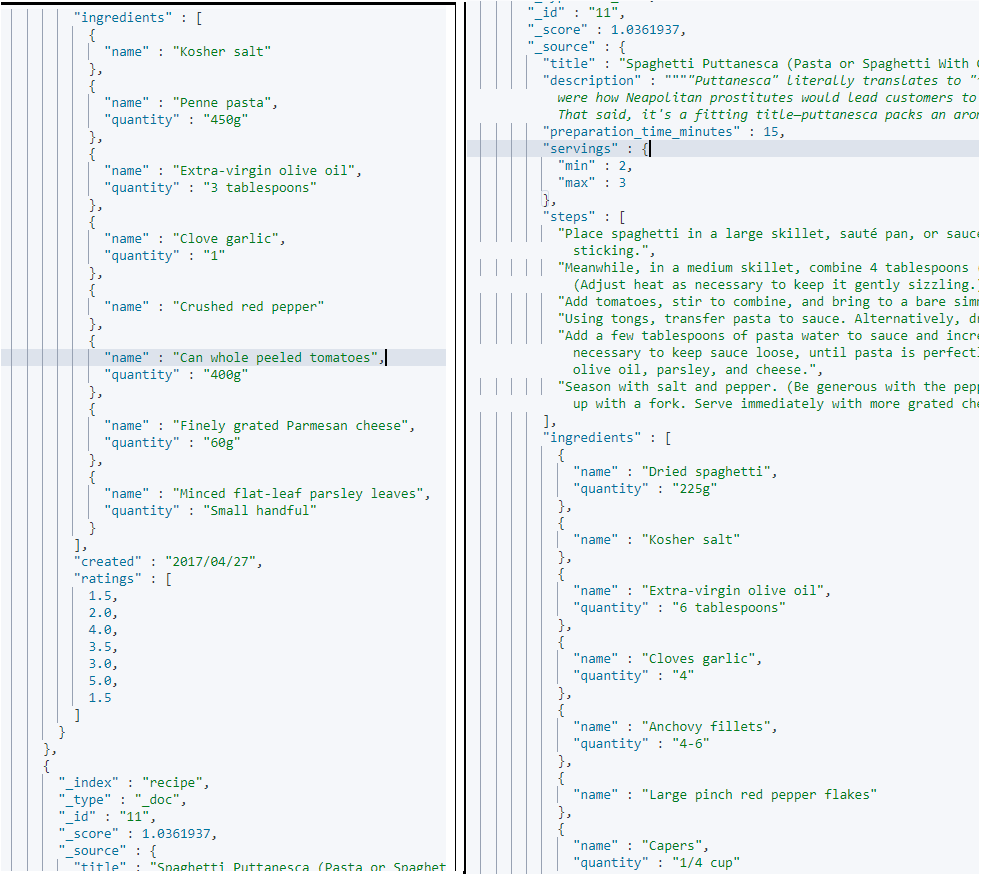 "ingredients" : [
{
"name" : "Kosher salt"
},
{
"name" : "Penne pasta",
"quantity" : "450g"
},
{
"name" : "Extra-virgin olive oil",
"quantity" : "3 tablespoons"
},
{
"name" : "Clove garlic",
"quantity" : "1"
},
{
"name" : "Crushed red pepper"
},
{
"name" : "Can whole peeled tomatoes",
"quantity" : "400g"
},
{
"name" : "Finely grated Parmesan cheese",
"quantity" : "60g"
},
{
"name" : "Minced flat-leaf parsley leaves",
"quantity" : "Small handful"
}
],
"created" : "2017/04/27",
"ratings" : [
1.5,
2.0,
4.0,
3.5,
3.0,
5.0,
1.5
]
}
},
{
"_index" : "recipe",
"_type" : "_doc",
"_id" : "11",
"_score" : 1.0361937,
"_source" : {
"title" : "Spaghetti Puttanesca (Pasta or Spaghet
"_id" : "11",
"_score" : 1.0361937,
"_source" : {
"title" : "Spaghetti Puttanesca (Pasta or Spaghetti With
"description" : """"Puttanesca" literally translates to "
were how Neapolitan prostitutes would lead customers to
That said, it's a fitting title—puttanesca packs an
"preparation_time_minutes" : 15,
"servings" : {
"min" : 2,
"max" : 3
},
"steps" : [
"Place spaghetti in a large skillet, sauté pan, or
sticking.",
"Meanwhile, in a medium skillet, combine 4 tablespoons
(Adjust heat as necessary to keep it gently sizzling.
"Add tomatoes, stir to combine, and bring to a bare
"Using tongs, transfer pasta to sauce. Alternatively,
"Add a few tablespoons of pasta water to sauce and
necessary to keep sauce loose, until pasta is
olive oil, parsley, and cheese.",
"Season with salt and pepper. (Be generous with the
up with a fork. Serve immediately with more grated
],
"ingredients" : [
{
"name" : "Dried spaghetti",
"quantity" : "225g"
},
{
"name" : "Kosher salt"
},
{
"name" : "Extra-virgin olive oil",
"quantity" : "6 tablespoons"
},
{
"name" : "Cloves garlic",
"quantity" : "4"
},
{
"name" : "Anchovy fillets",
"quantity" : "4-6"
},
{
"name" : "Large pinch red pepper flakes"
},
{
"name" : "Capers",
"quantity" : "1/4 cup"